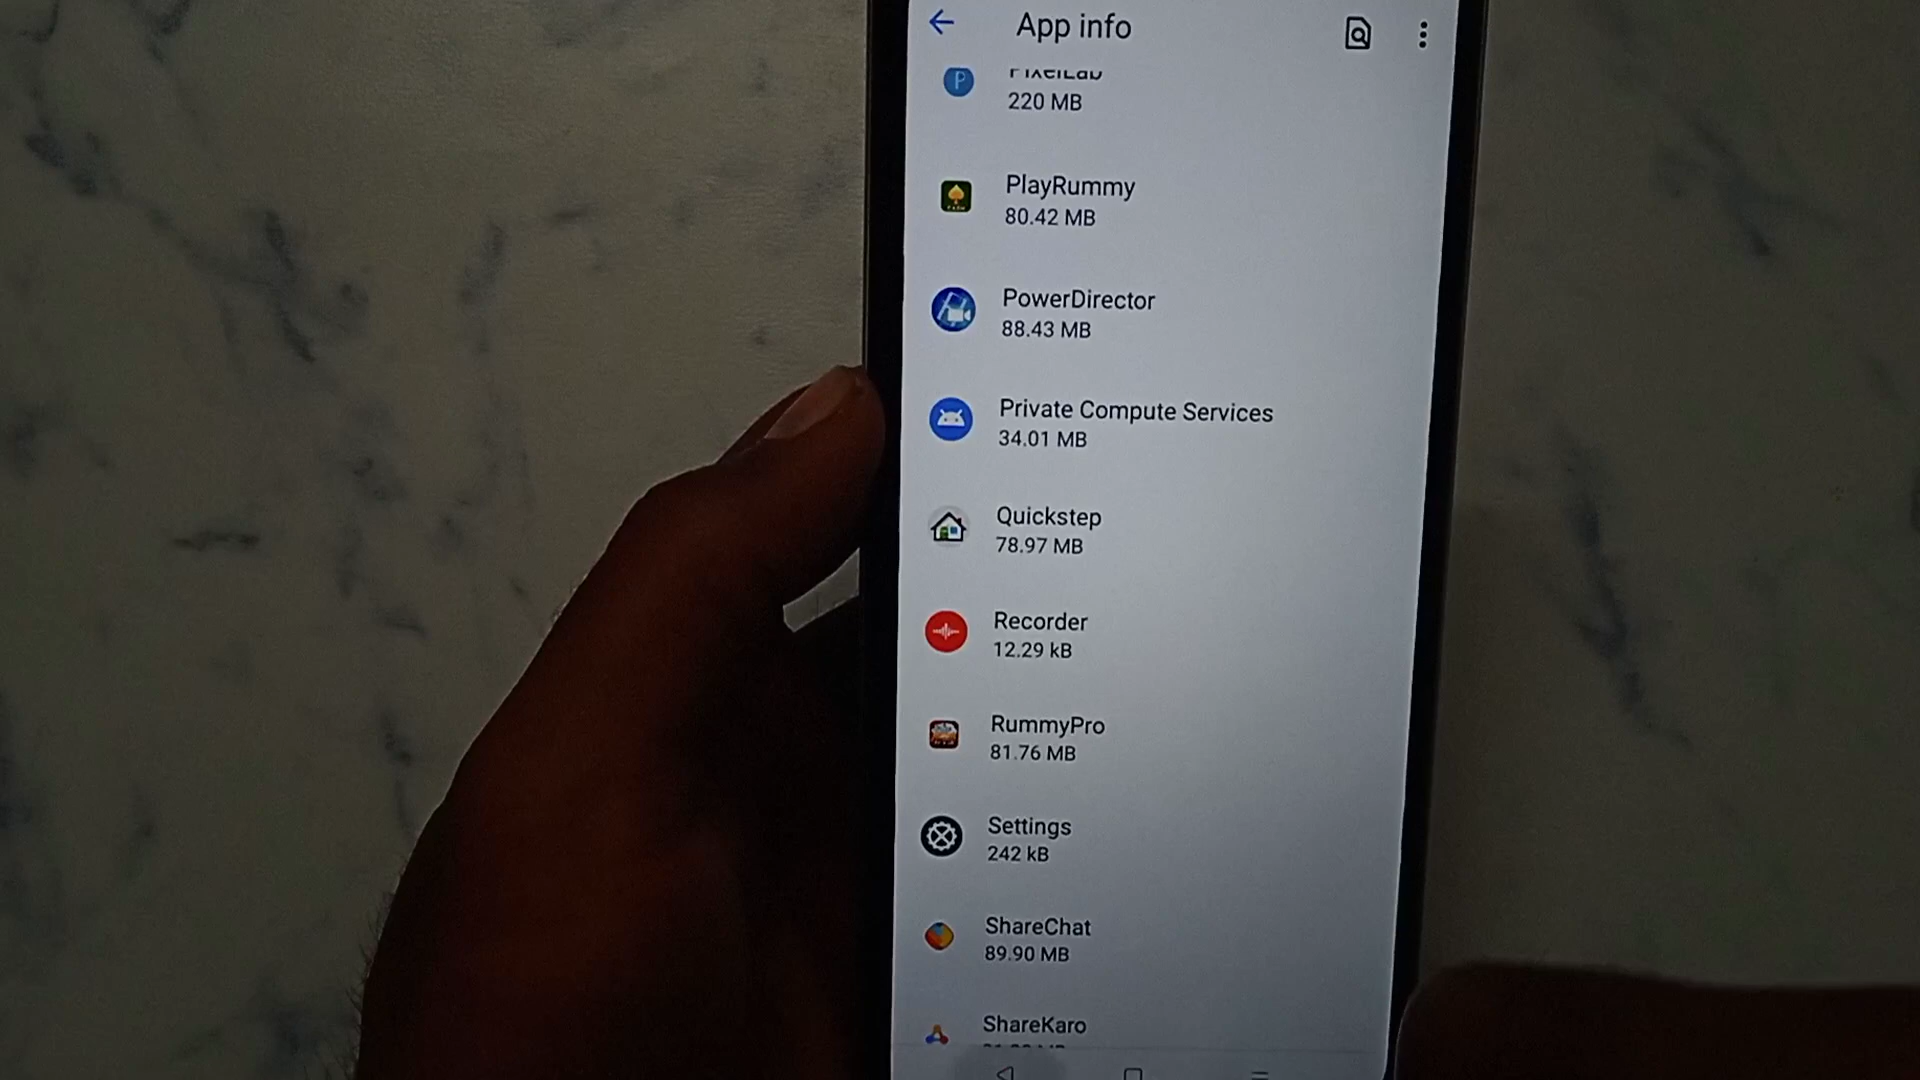 App info
220 MB
PlayRummy
80.42 MB
PowerDirector
88.43 MB
Private Compute Services
34.01 MB
Quickstep
78.97 MB
Recorder
12.29 kB
RummyPro
81.76 MB
Settings
242 kB
ShareChat
89.90 MB
ShareKaro